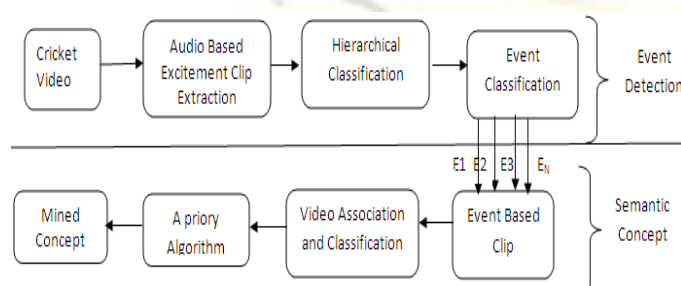 Cricket
Video
Audio Based
Excitement Clip
Extraction
Hierarchical
Classification
Event
Classification
Event
Detection
E1 E2 E3 EN
Mined
Concept
A priory
Algorithm
Video Association
and Classification
Event Based
Clip
Semantic
Concept